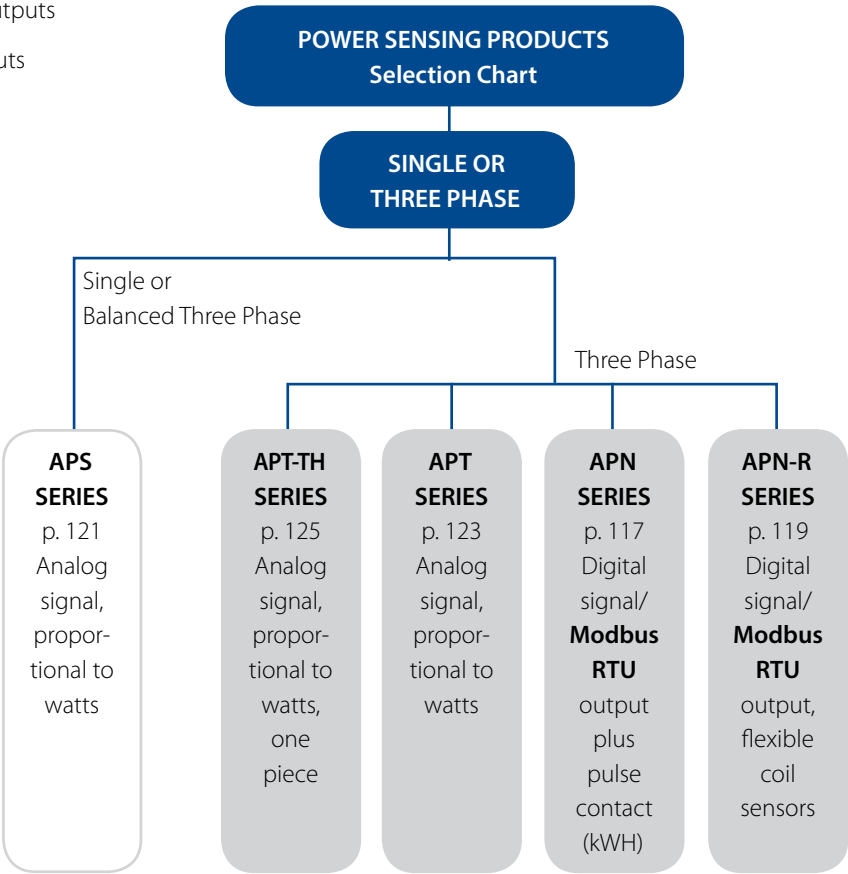 POWER SENSING PRODUCTS
Selection Chart
SINGLE OR
THREE PHASE
Single or
Balanced Three Phase
Three Phase
APS
SERIES
p. 121
Analog
signal,
propor-
tional to
watts
APT-TH
SERIES
p. 125
Analog
signal,
propor-
tional to
watts,
one
piece
APT
SERIES
p. 123
Analog
signal,
propor-
tional to
watts
APN
SERIES
p. 117
Digital
signal/
Modbus
RTU
output
plus
pulse
contact
(kWH)
APN-R
SERIES
p. 119
Digital
signal/
Modbus
RTU
output,
flexible
coil
sensors